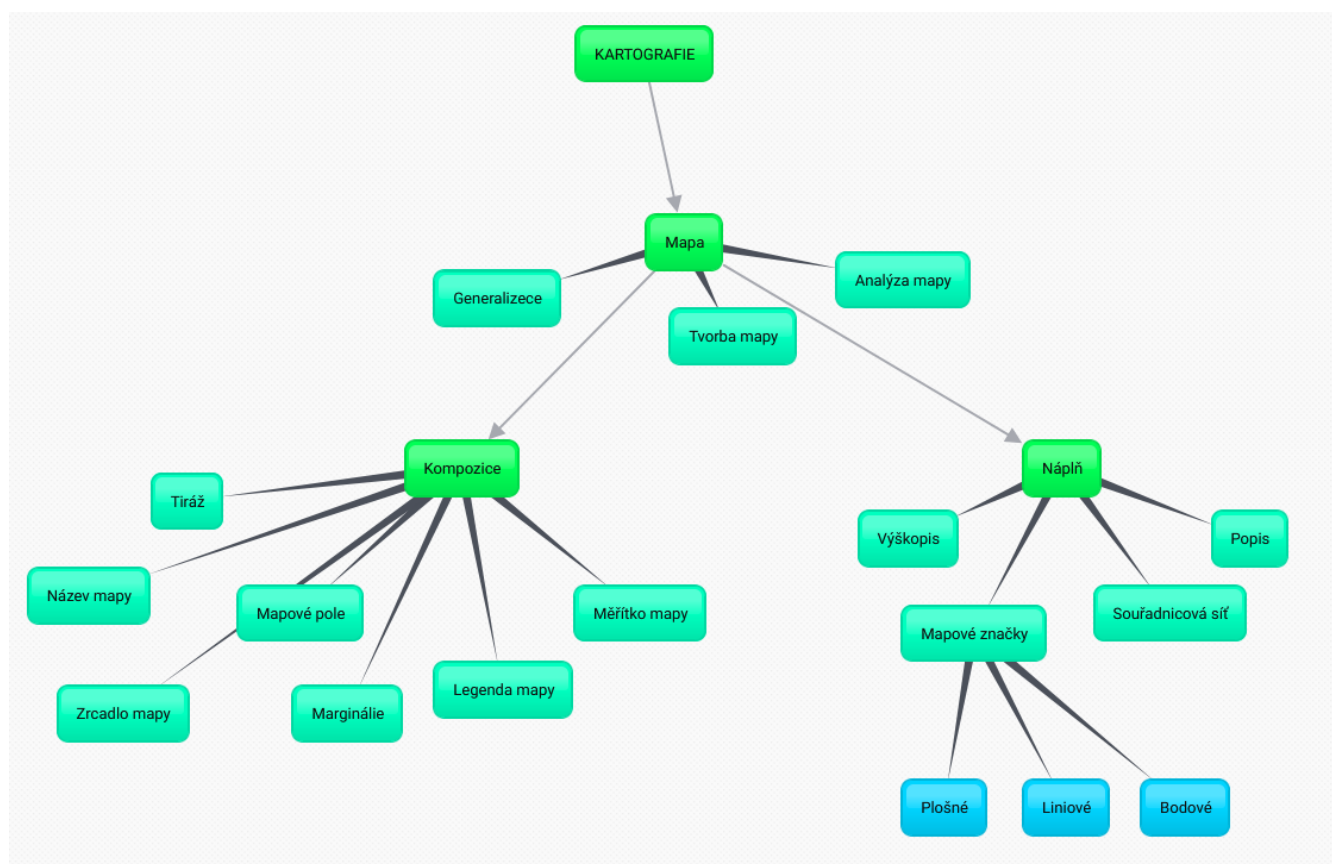 KARTOGRAFIE
Mapa
Generalizece
Tvorba mapy
Analýza mapy
Kompozice
Náplň
Tiráž
Název mapy
Mapové pole
Měřítko mapy
Zrcadlo mapy
Marginálie
Legenda mapy
Výškopis
Popis
Mapové značky
Souřadnicová síť
Plošné
Liniové
Bodové